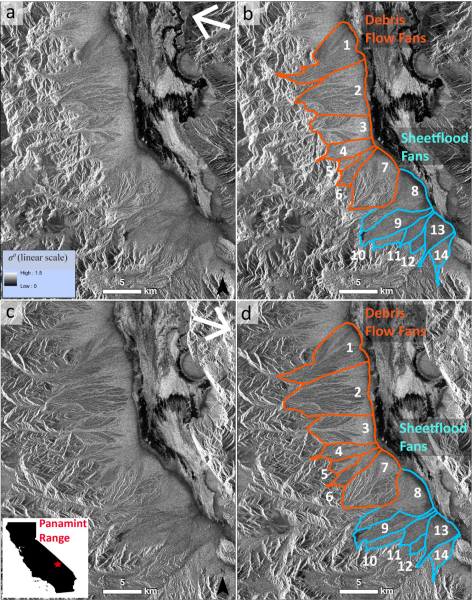 a
σ⁰ (linear scale)
High : 1.5
Low : 0
5
km
b
Debris
Flow Fans
1
2
3
4
5
6
7
Sheetflood
Fans
8
9
10
11
12
13
14
5
km
c
Panamint
Range
5
km
d
Debris
Flow Fans
1
2
3
4
5
6
7
Sheetflood
Fans
8
9
10
11
12
13
14
5
km